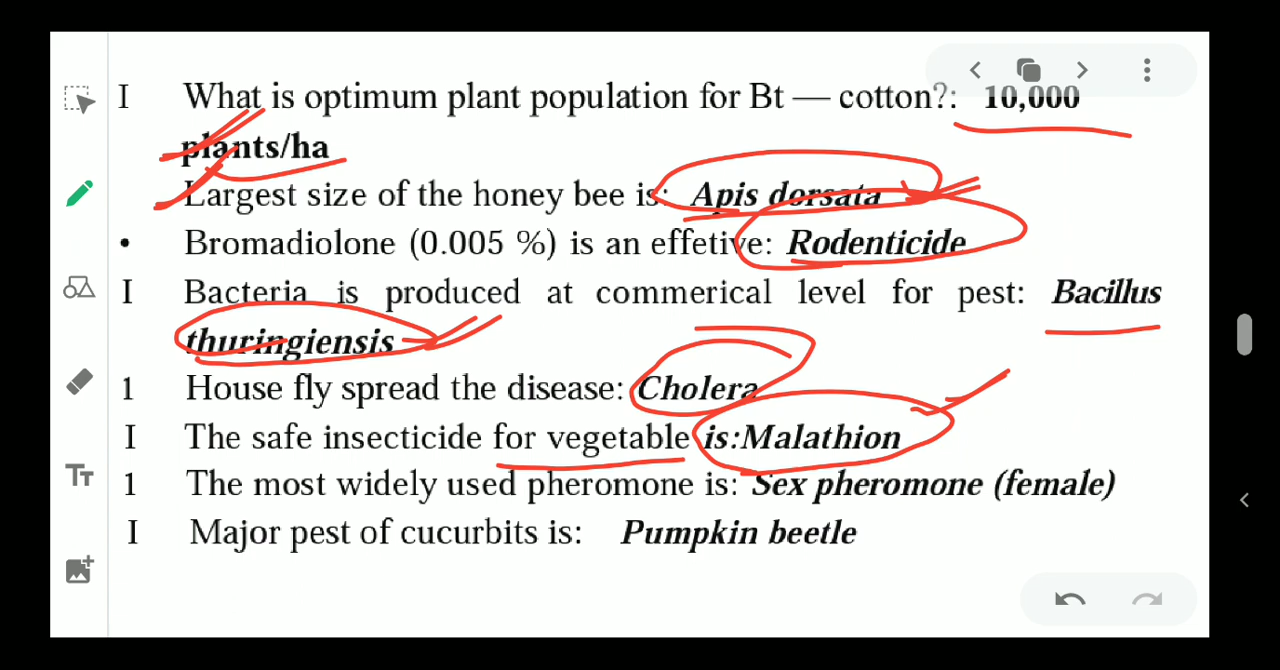 I What is optimum plant population for Bt — cotton?: 10,000
plants/ha
Largest size of the honey bee is: Apis dorsata
• Bromadiolone (0.005 %) is an effetive: Rodenticide
I Bacteria is produced at commerical level for pest: Bacillus
thuringiensis
1 House fly spread the disease: Cholera
I The safe insecticide for vegetable is:Malathion
1 The most widely used pheromone is: Sex pheromone (female)
I Major pest of cucurbits is: Pumpkin beetle
Tт